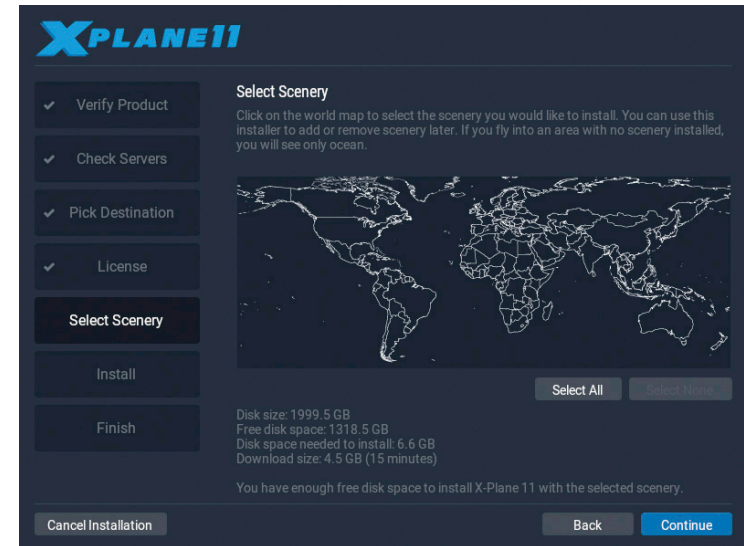 XPLANE11
Verify Product
Check Servers
Pick Destination
License
Select Scenery
Install
Finish
Select Scenery
Click on the world map to select the scenery you would like to install. You can use this
installer to add or remove scenery later. If you fly into an area with no scenery installed,
you will see only ocean.
Select All
Select None
Disk size: 1999.5 GB
Free disk space: 1318.5 GB
Disk space needed to install: 6.6 GB
Download size: 4.5 GB (15 minutes)
You have enough free disk space to install X-Plane 11 with the selected scenery.
Cancel Installation
Back
Continue